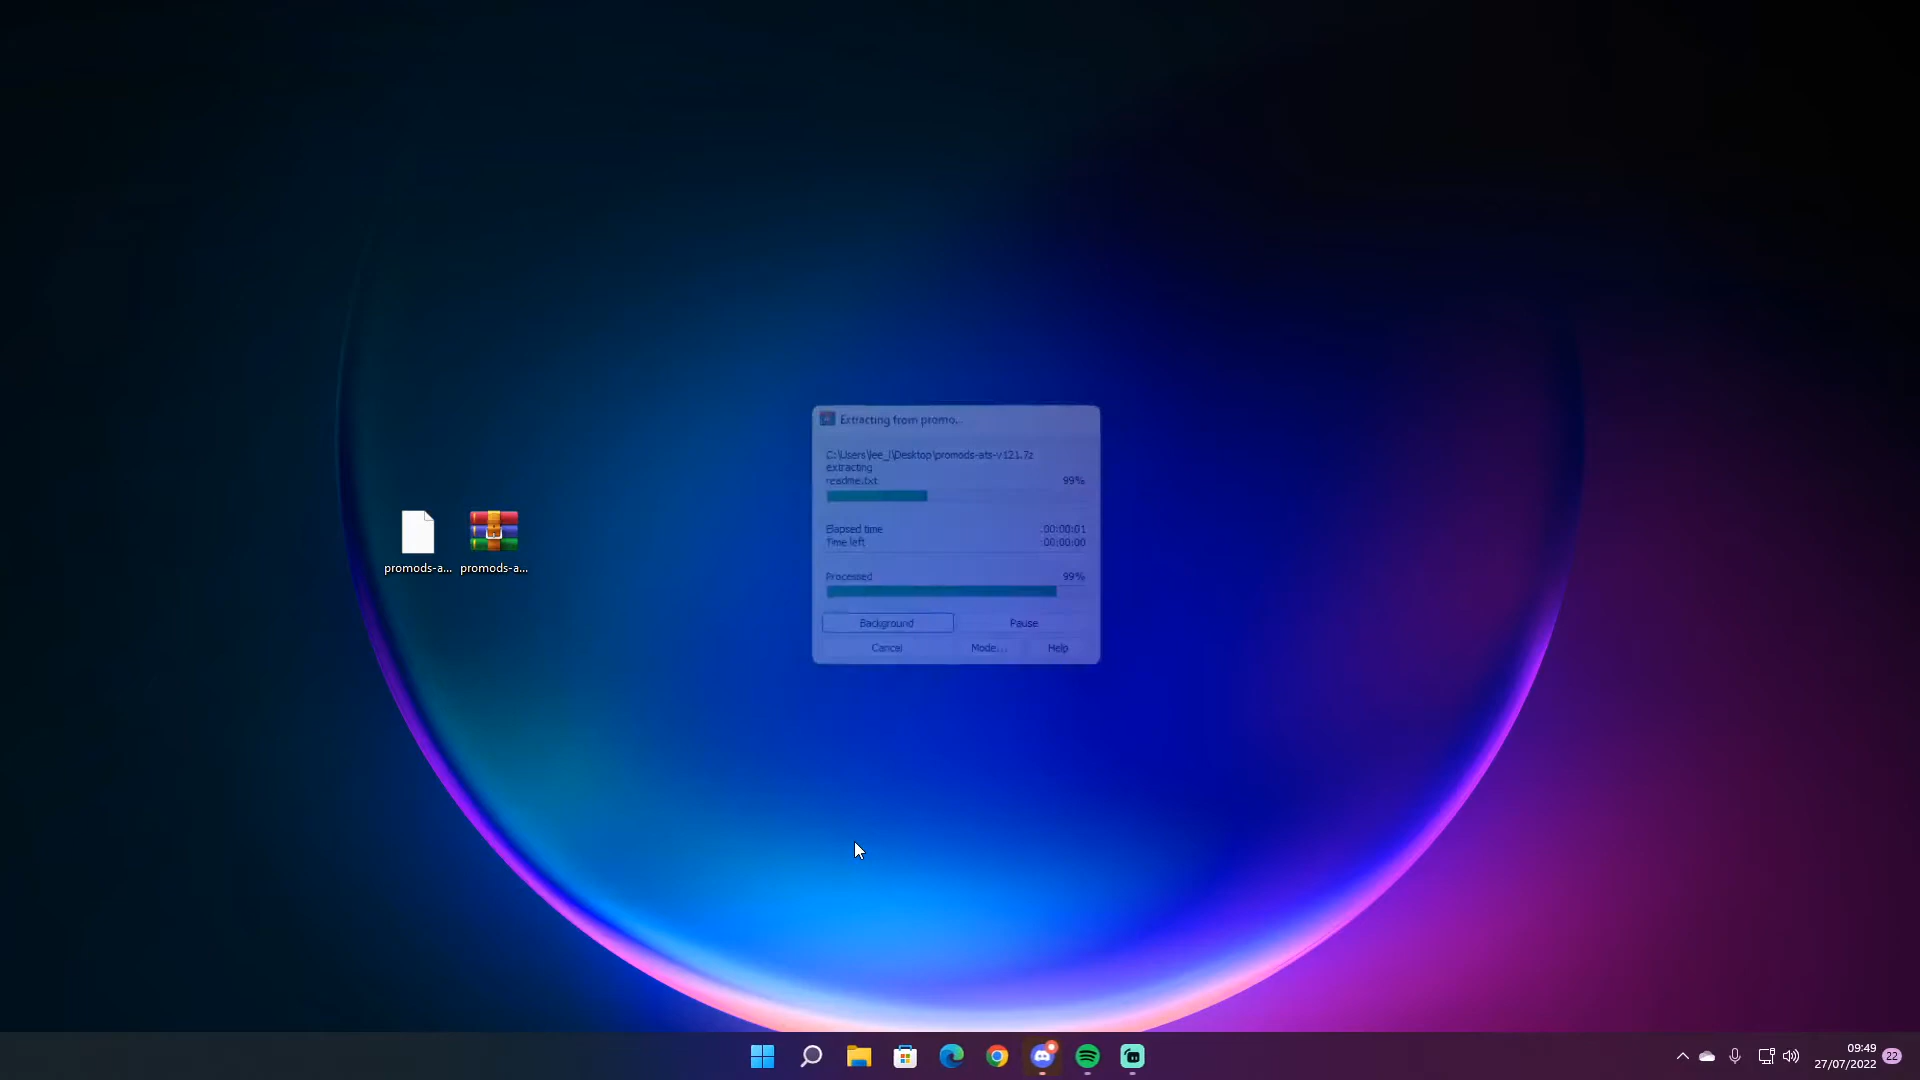 Extracting from promo...
C:\Users\lee_l\Desktop\promods-ats-v121.7z
extracting
readme.txt 99%
Elapsed time 00:00:01
Time left 00:00:00
Processed 99%
Background Pause
Cancel Mode... Help
promods-a... promods-a...
09:49
27/07/2022 22